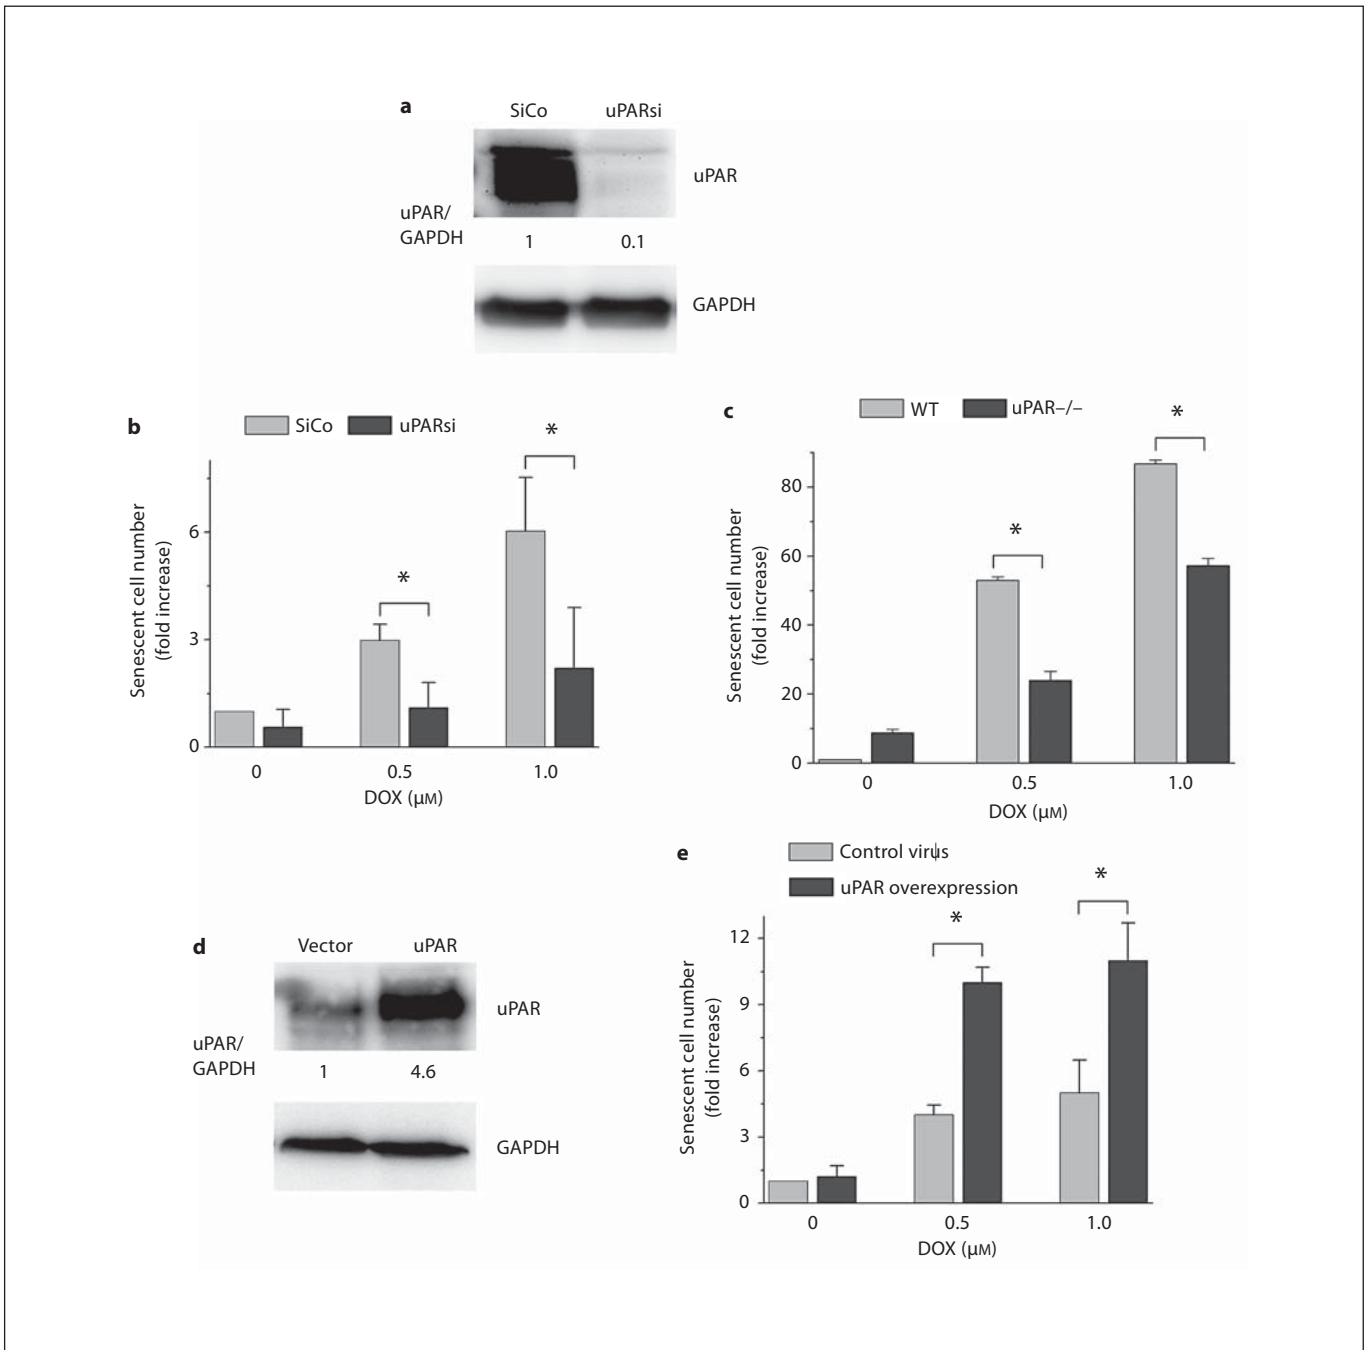 a
SiCo uPARsi
uPAR
uPAR/
GAPDH
1 0.1
GAPDH
b
SiCo uPARsi
*
*
Senescent cell number
(fold increase)
6
3
0
0 0.5 1.0
DOX (µM)
c
WT uPAR–/–
*
*
Senescent cell number
(fold increase)
80
60
40
20
0
0 0.5 1.0
DOX (µM)
d
Vector uPAR
uPAR
uPAR/
GAPDH
1 4.6
GAPDH
e
Control virus
uPAR overexpression
*
*
Senescent cell number
(fold increase)
12
9
6
3
0
0 0.5 1.0
DOX (µM)